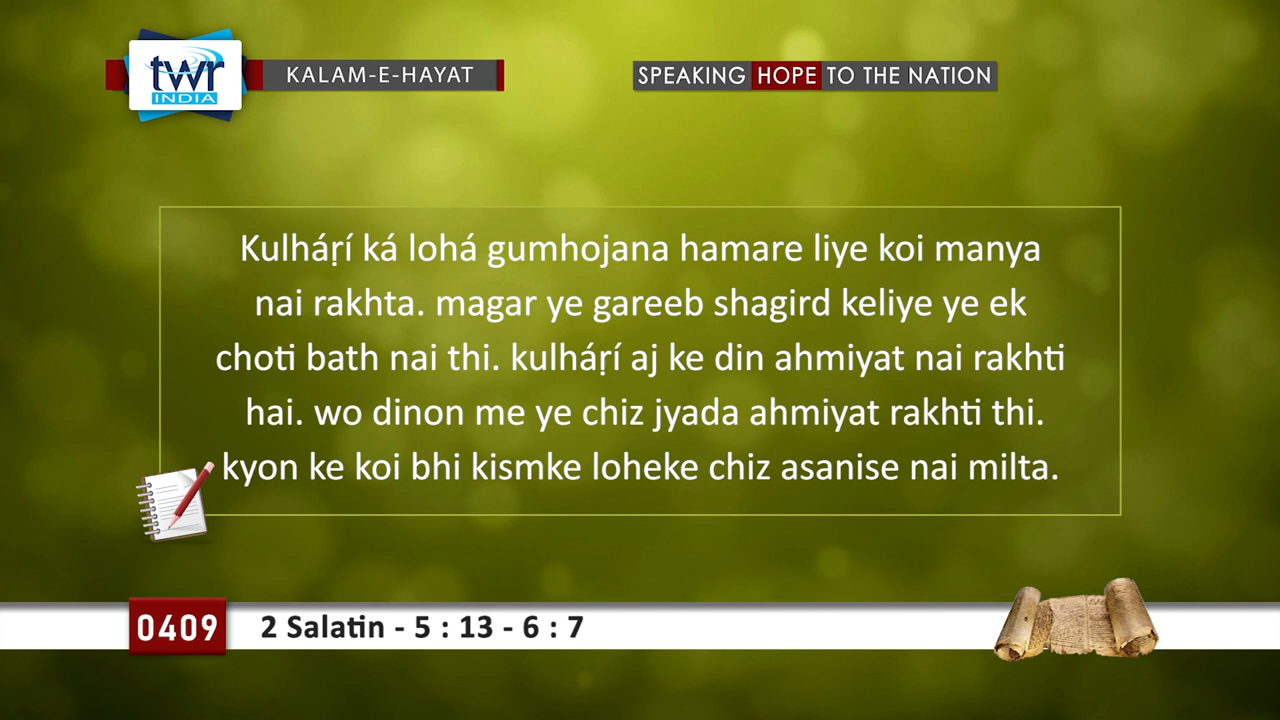 twr
INDIA
KALAM-E-HAYAT
SPEAKING HOPE TO THE NATION
Kulháṛí ká lohá gumhojana hamare liye koi manya
nai rakhta. magar ye gareeb shagird keliye ye ek
choti bath nai thi. kulháṛí aj ke din ahmiyat nai rakhti
hai. wo dinon me ye chiz jyada ahmiyat rakhti thi.
kyon ke koi bhi kismke loheke chiz asanise nai milta.
0409 2 Salatin - 5 : 13 - 6 : 7